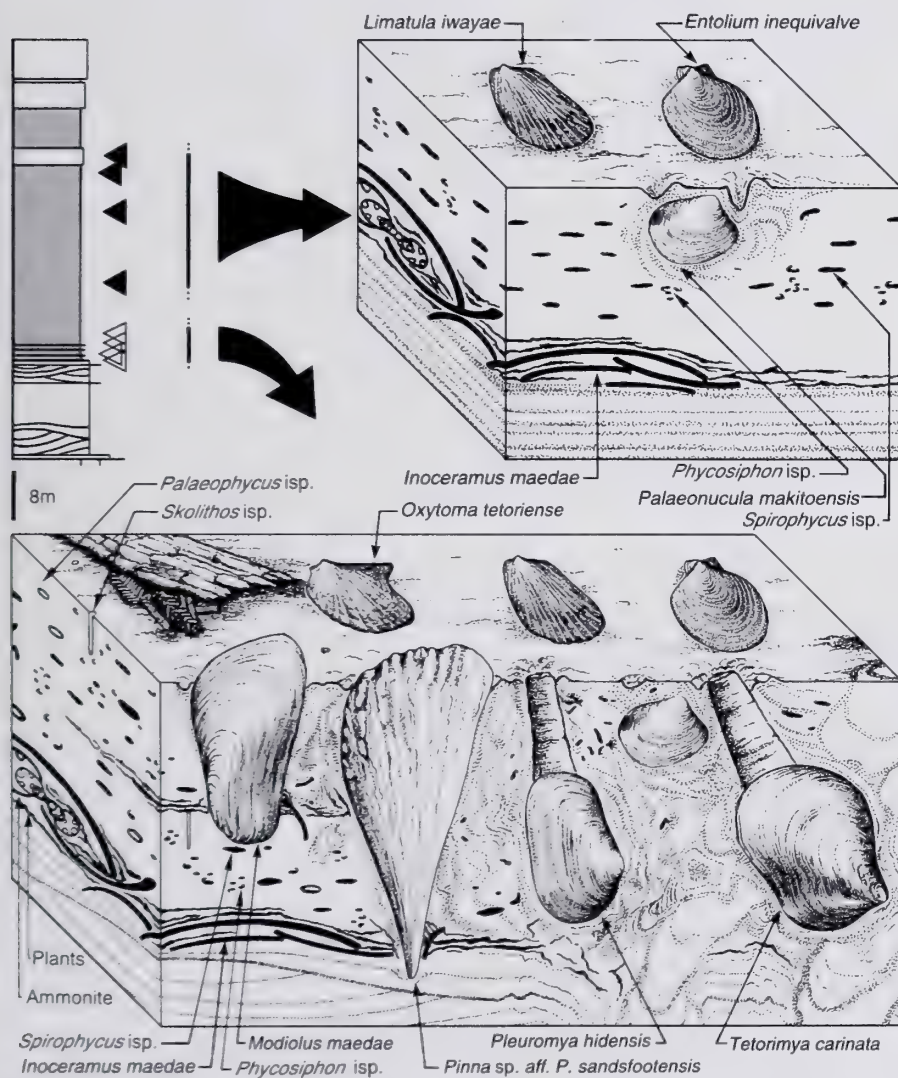 Limatula iwayae
Entolium inequivalve
Inoceramus maedae
Phycosiphon isp.
Palaeonucula makitoensis
Spirophycus isp.
8m
Palaeophycus isp.
Skolithos isp.
Oxytoma tetoriense
Plants
Ammonite
Spirophycus isp.
Modiolus maedae
Pleuromya hidensis
Tetorimya carinata
Inoceramus maedae
Phycosiphon isp.
Pinna sp. aff. P. sandsfootensis